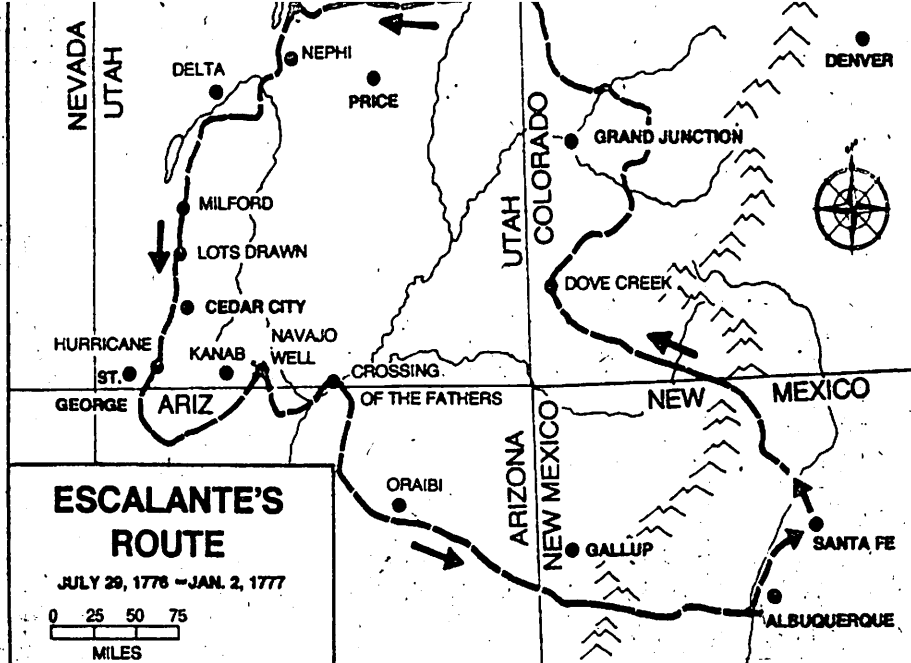 NEVADA
UTAH
DELTA
NEPHI
PRICE
DENVER
UTAH
COLORADO
GRAND JUNCTION
MILFORD
LOTS DRAWN
CEDAR CITY
DOVE CREEK
HURRICANE
KANAB
NAVAJO
WELL
ST.
GEORGE
ARIZ
CROSSING
OF THE FATHERS
NEW
MEXICO
ARIZONA
NEW MEXICO
ORAIBI
GALLUP
SANTA FE
ALBUQUERQUE
ESCALANTE'S
ROUTE
JULY 29, 1776 – JAN. 2, 1777
0 25 50 75
MILES